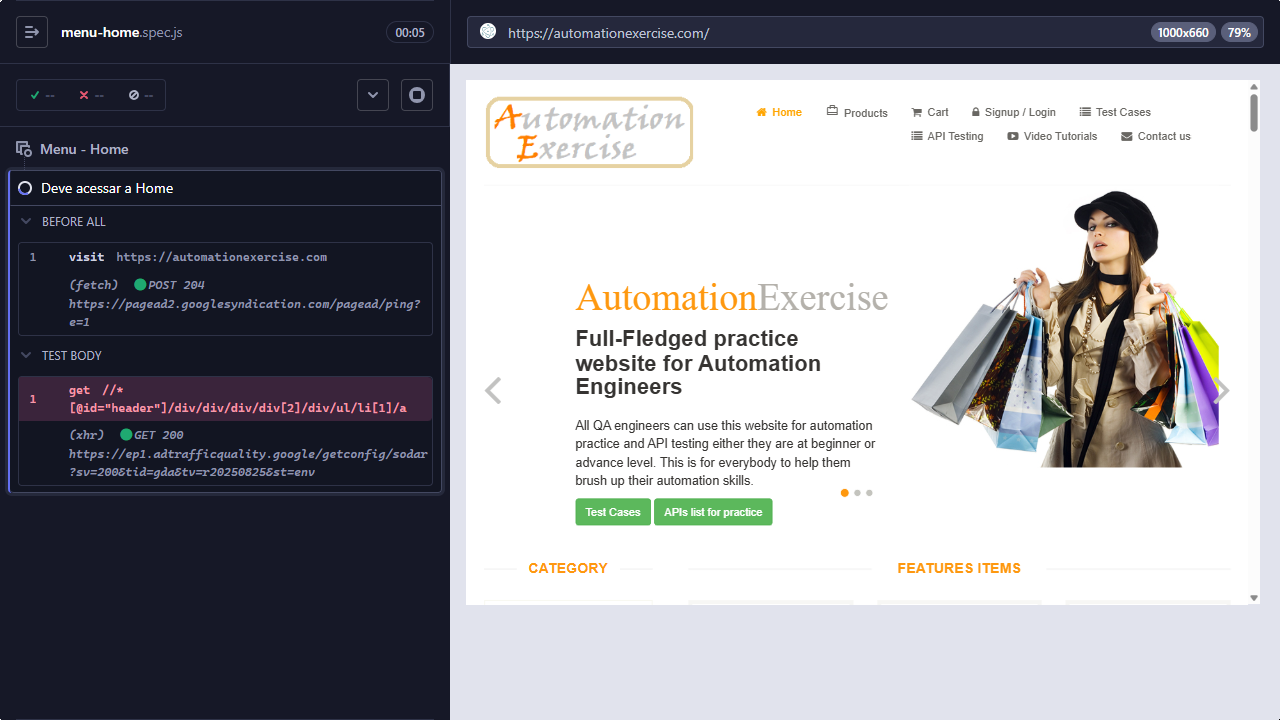 menu-home.spec.js
00:05
--
--
--
Menu - Home
Deve acessar a Home
BEFORE ALL
1 visit https://automationexercise.com
(fetch) POST 204
https://pagead2.googlesyndication.com/pagead/ping?
e=1
TEST BODY
1 get //*
[@id="header"]/div/div/div/div[2]/div/ul/li[1]/a
(xhr) GET 200
https://ep1.adtrafficquality.google/getconfig/sodar
?sv=200&tid=gda&tv=r20250825&st=env
https://automationexercise.com/
1000x660
79%
Automation
Exercise
Home
Products
Cart
Signup / Login
Test Cases
API Testing
Video Tutorials
Contact us
AutomationExercise
Full-Fledged practice
website for Automation
Engineers
All QA engineers can use this website for automation
practice and API testing either they are at beginner or
advance level. This is for everybody to help them
brush up their automation skills.
Test Cases
APIs list for practice
CATEGORY
FEATURES ITEMS